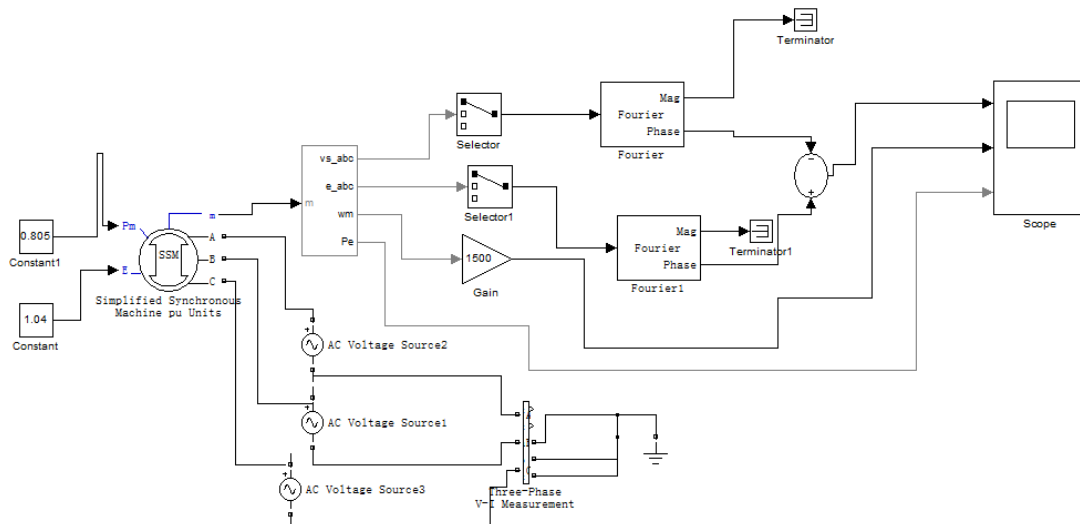 Terminator
Mag
Fourier
Phase
Fourier
Selector
vs_abc
e_abc
m
wm
Pe
Selector1
Mag
Fourier
Phase
Fourier1
Terminator1
Scope
0.805
Constant1
Pm
m
A
SSM
B
E
C
Simplified Synchronous
Machine pu Units
1.04
Constant
1500
Gain
-
+
+
AC Voltage Source2
+
AC Voltage Source1
+
AC Voltage Source3
A
C
Three-Phase
V-I Measurement